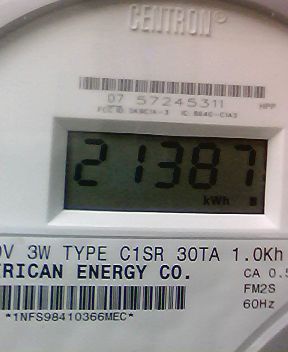 CENTRON®
07 57245311 HPP
21387
kWh
V 3W TYPE C1SR 30TA 1.0Kh
RICAN ENERGY CO.
CA 0.5
FM2S
60Hz
*1NFS98410366MEC*